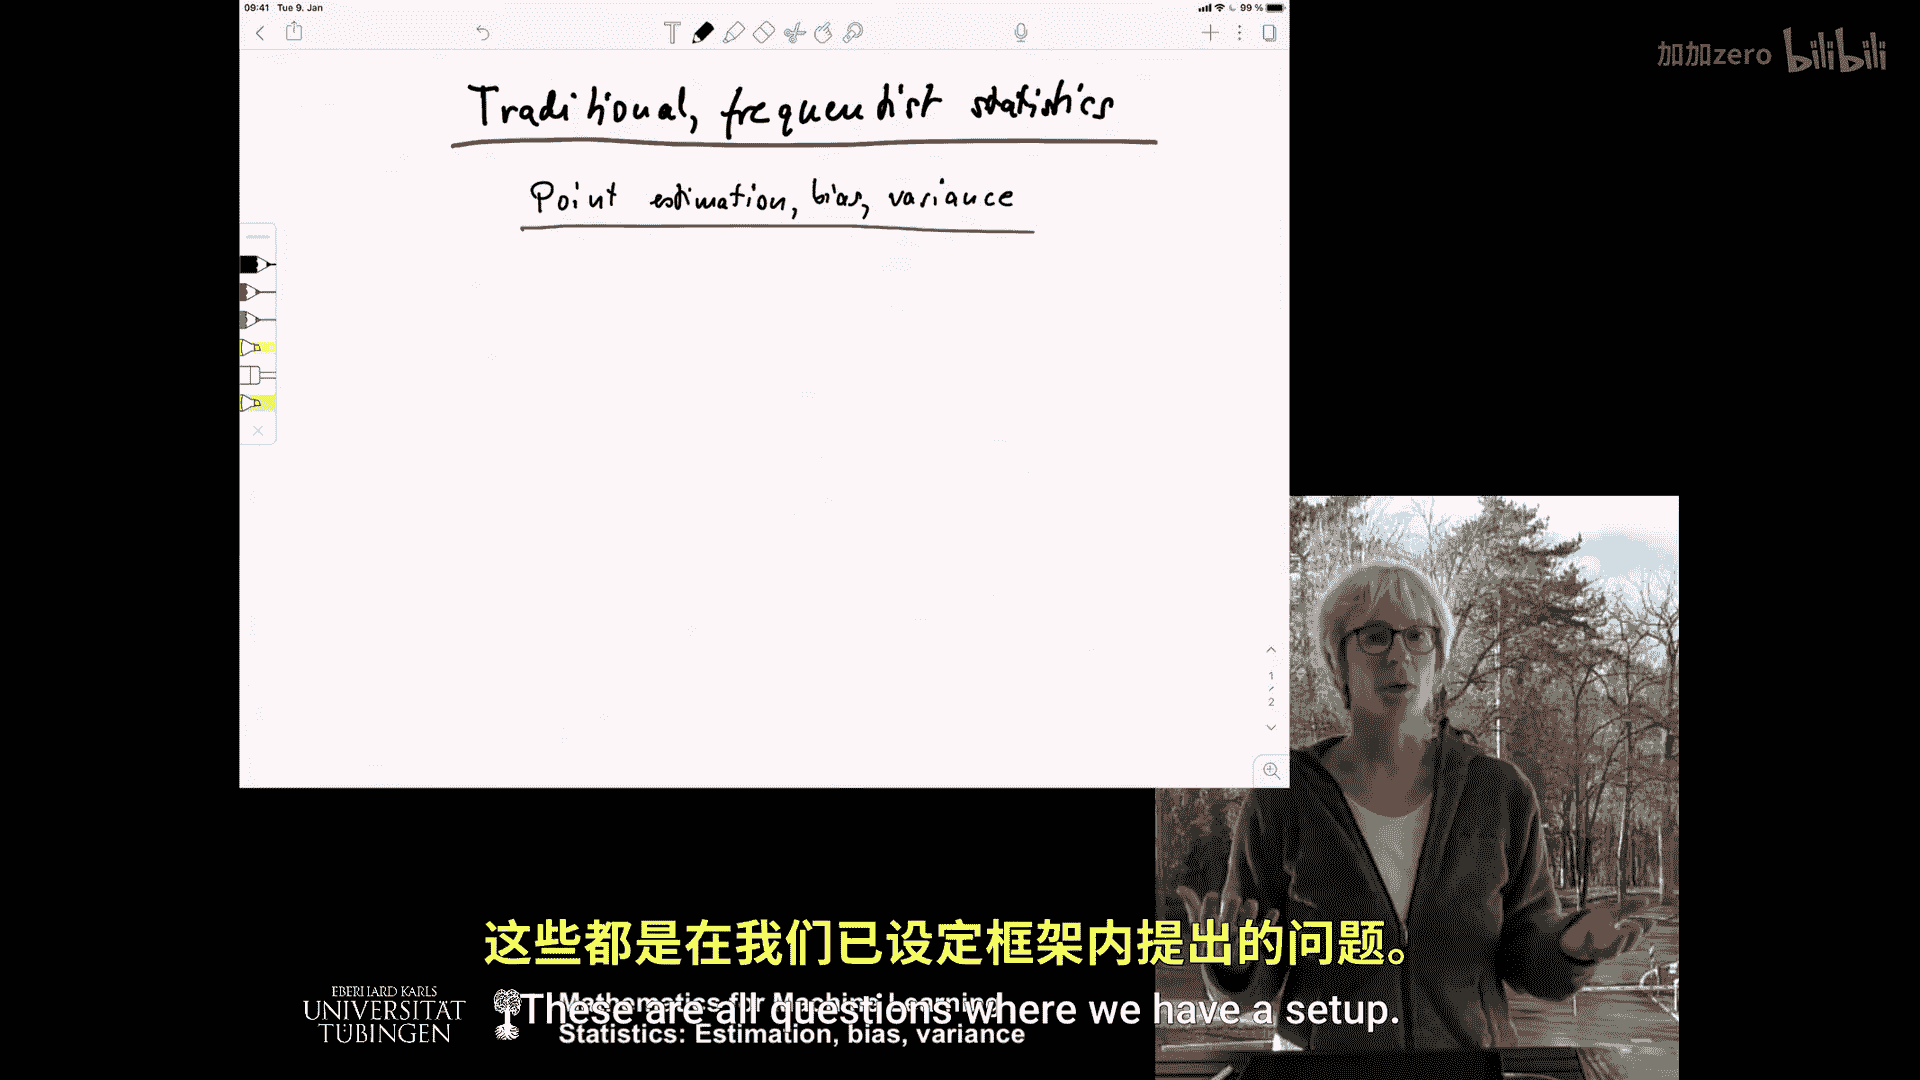 09:41 Tue 9. Jan
99 %
加加zero bilibili
Traditional, frequentist statistics
Point estimation, bias, variance
1
2
这些都是在我们已设定框架内提出的问题。
These are all questions where we have a setup.
EBERHARD KARLS
UNIVERSITÄT
TÜBINGEN
Mathematics for Machine Learning
Statistics: Estimation, bias, variance